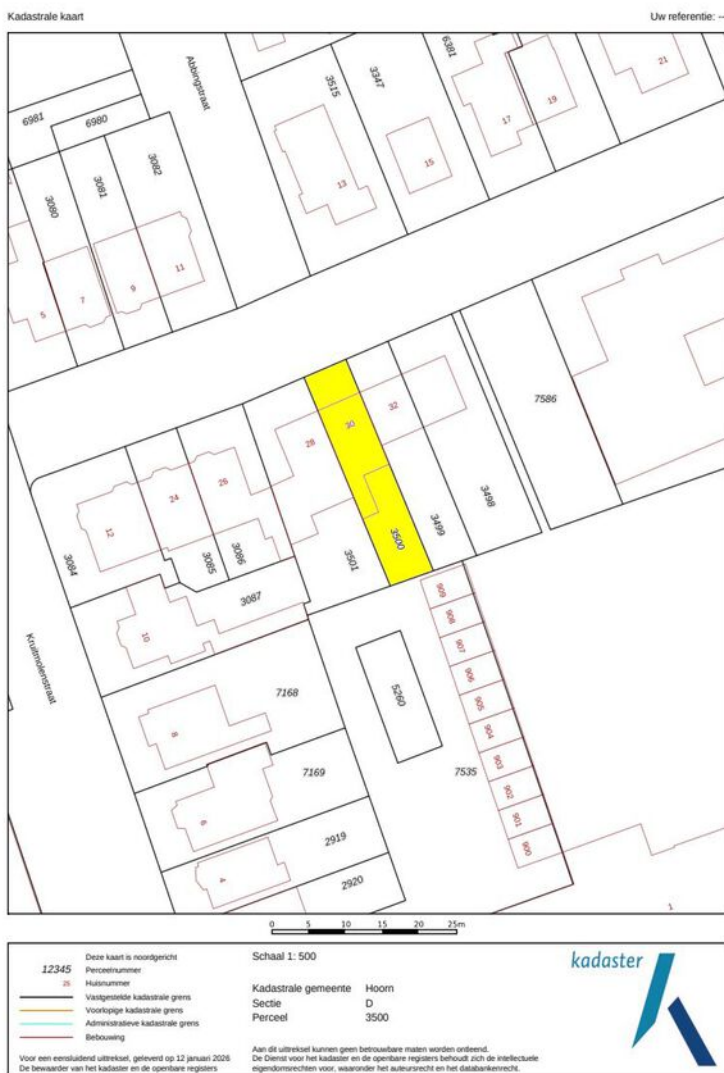 Kadastrale kaart
Uw referentie: --
Abbingstraat
6981
6980
3082
3081
3080
3515
3347
6381
21
19
17
15
13
11
9
7
5
7586
32
30
28
26
24
12
3498
3499
3500
3501
3086
3085
3084
3087
10
Kruitmolenstraat
7168
8
5260
7169
6
7535
2919
4
2920
909
908
907
906
905
904
903
902
901
900
1
0 5 10 15 20 25m
Deze kaart is noordgericht
12345 Perceelnummer
25 Huisnummer
Vastgestelde kadastrale grens
Voorlopige kadastrale grens
Administratieve kadastrale grens
Bebouwing
Voor een eensluidend uittreksel, geleverd op 12 januari 2026
De bewaarder van het kadaster en de openbare registers
Schaal 1: 500
Kadastrale gemeente Hoorn
Sectie D
Perceel 3500
Aan dit uittreksel kunnen geen betrouwbare maten worden ontleend.
De Dienst voor het kadaster en de openbare registers behoudt zich de intellectuele
eigendomsrechten voor, waaronder het auteursrecht en het databankenrecht.
kadaster